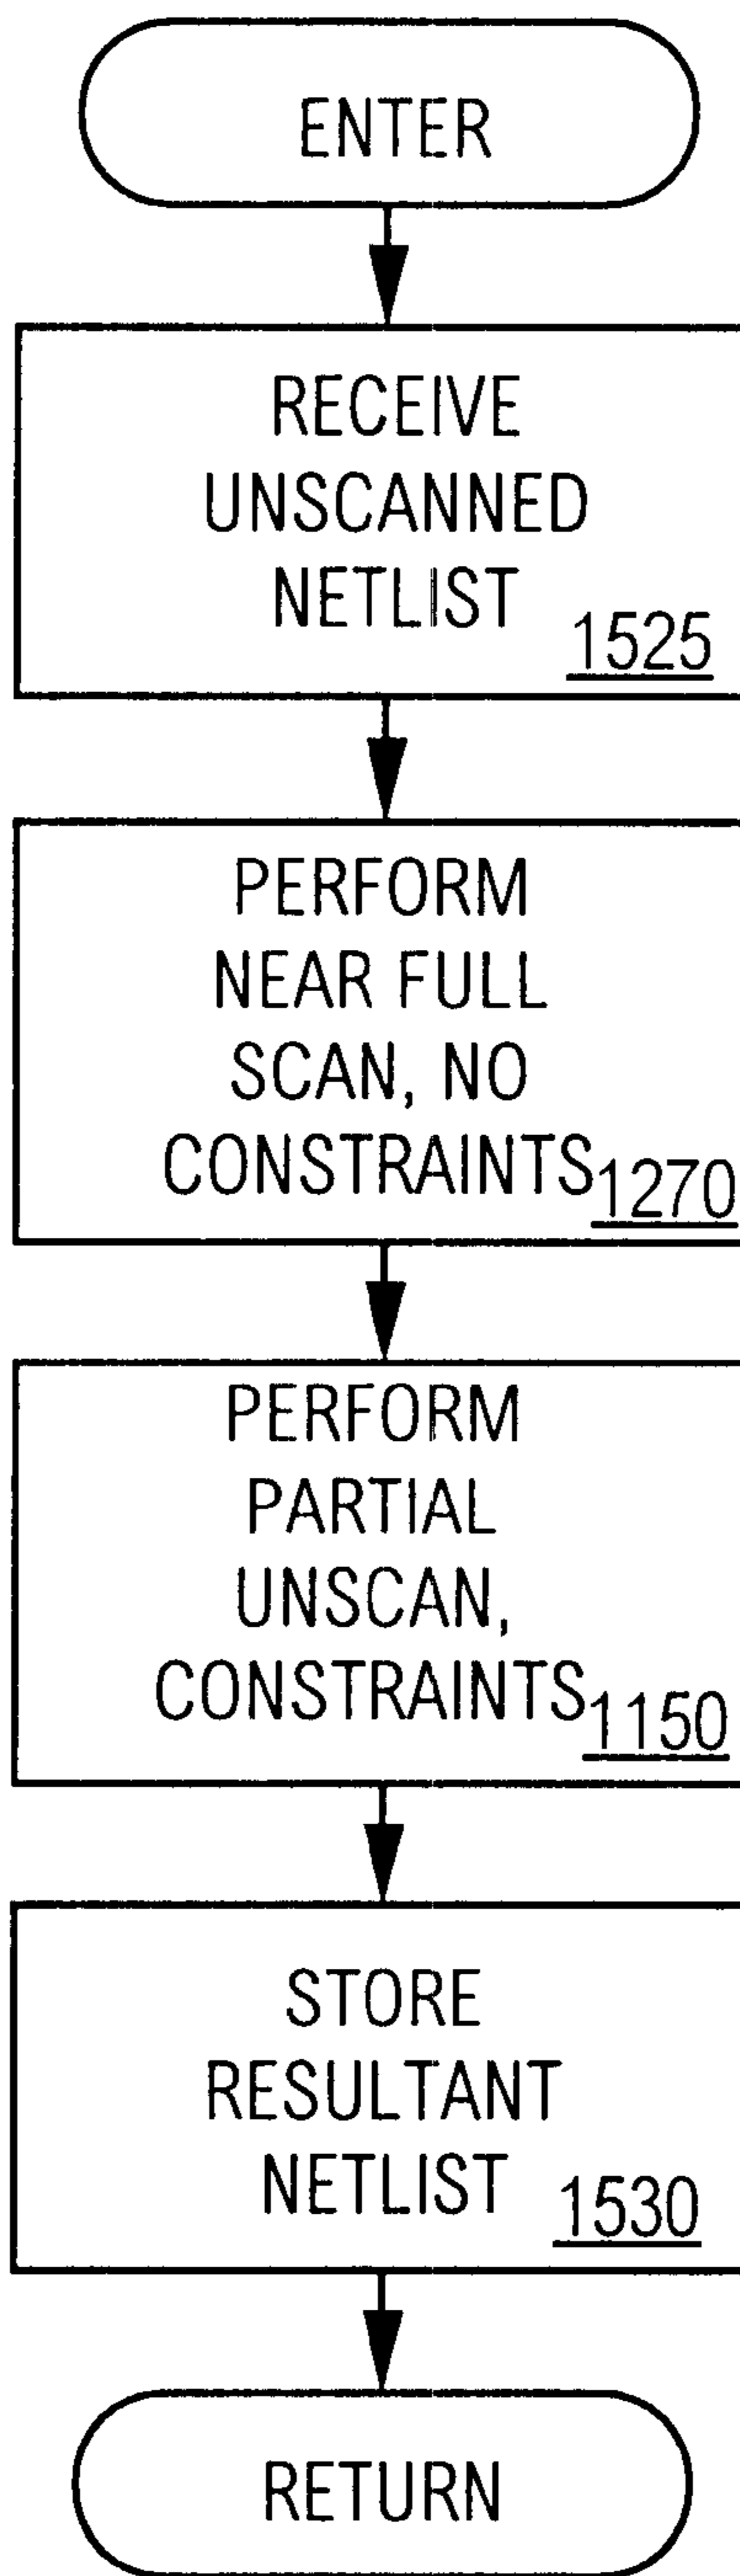 ENTER
RECEIVE
UNSCANNED
NETLIST
1525
PERFORM
NEAR FULL
SCAN, NO
CONSTRAINTS
1270
PERFORM
PARTIAL
UNSCAN,
CONSTRAINTS
1150
STORE
RESULTANT
NETLIST
1530
RETURN